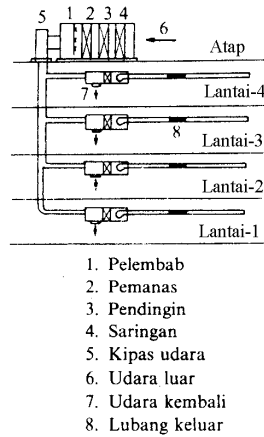 5 1 2 3 4 6
Atap
7
Lantai-4
8
Lantai-3
Lantai-2
Lantai-1
1. Pelembab
2. Pemanas
3. Pendingin
4. Saringan
5. Kipas udara
6. Udara luar
7. Udara kembali
8. Lubang keluar